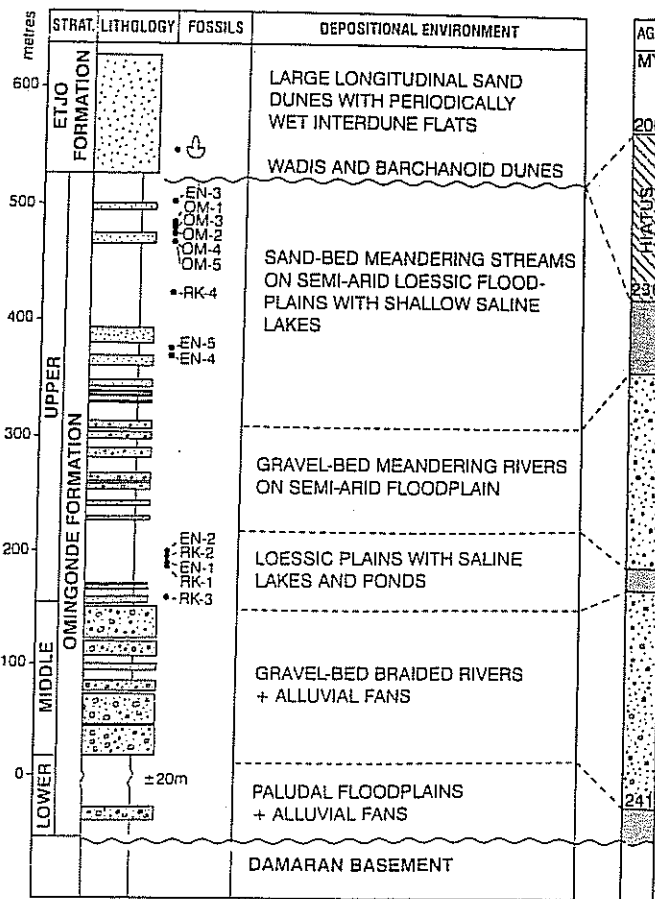 metres
STRAT.
LITHOLOGY
FOSSILS
DEPOSITIONAL ENVIRONMENT
600
500
400
300
200
100
0
ETJO
FORMATION
UPPER
MIDDLE
LOWER
OMINGONDE FORMATION
±20m
EN-3
OM-1
OM-3
OM-2
OM-4
OM-5
RK-4
EN-5
EN-4
EN-2
RK-2
EN-1
RK-1
RK-3
LARGE LONGITUDINAL SAND
DUNES WITH PERIODICALLY
WET INTERDUNE FLATS
WADIS AND BARCHANOID DUNES
SAND-BED MEANDERING STREAMS
ON SEMI-ARID LOESSIC FLOOD-
PLAINS WITH SHALLOW SALINE
LAKES
GRAVEL-BED MEANDERING RIVERS
ON SEMI-ARID FLOODPLAIN
LOESSIC PLAINS WITH SALINE
LAKES AND PONDS
GRAVEL-BED BRAIDED RIVERS
+ ALLUVIAL FANS
PALUDAL FLOODPLAINS
+ ALLUVIAL FANS
DAMARAN BASEMENT
AG
MY
HIATUS
241